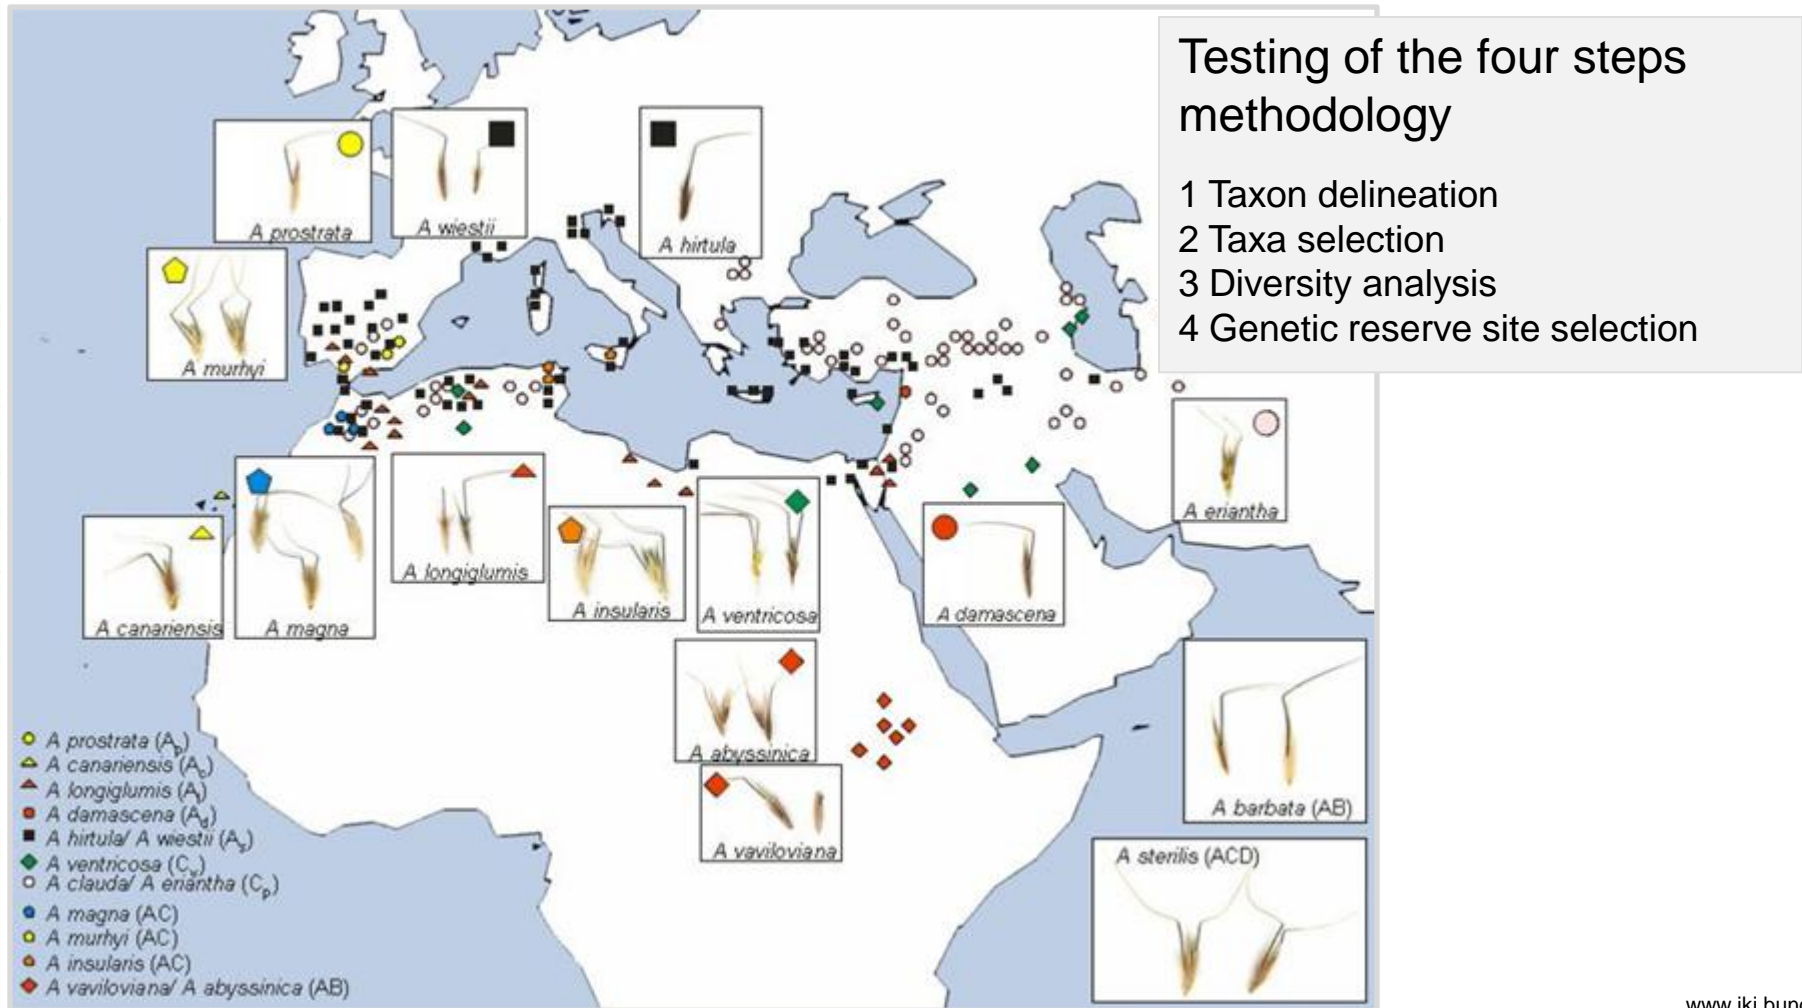 Testing of the four steps
methodology
1 Taxon delineation
2 Taxa selection
3 Diversity analysis
4 Genetic reserve site selection
A prostrata
A wiestii
A hirtula
A murhyi
A eriantha
A canariensis
A magna
A longiglumis
A insularis
A ventricosa
A damascena
A abyssinica
A vaviloviana
A barbata (AB)
A sterilis (ACD)
A prostrata (Ap)
A canariensis (Ac)
A longiglumis (Al)
A damascena (Ad)
A hirtula/ A wiestii (As)
A ventricosa (Cv)
A clauda/ A eriantha (Cp)
A magna (AC)
A murhyi (AC)
A insularis (AC)
A vaviloviana/ A abyssinica (AB)